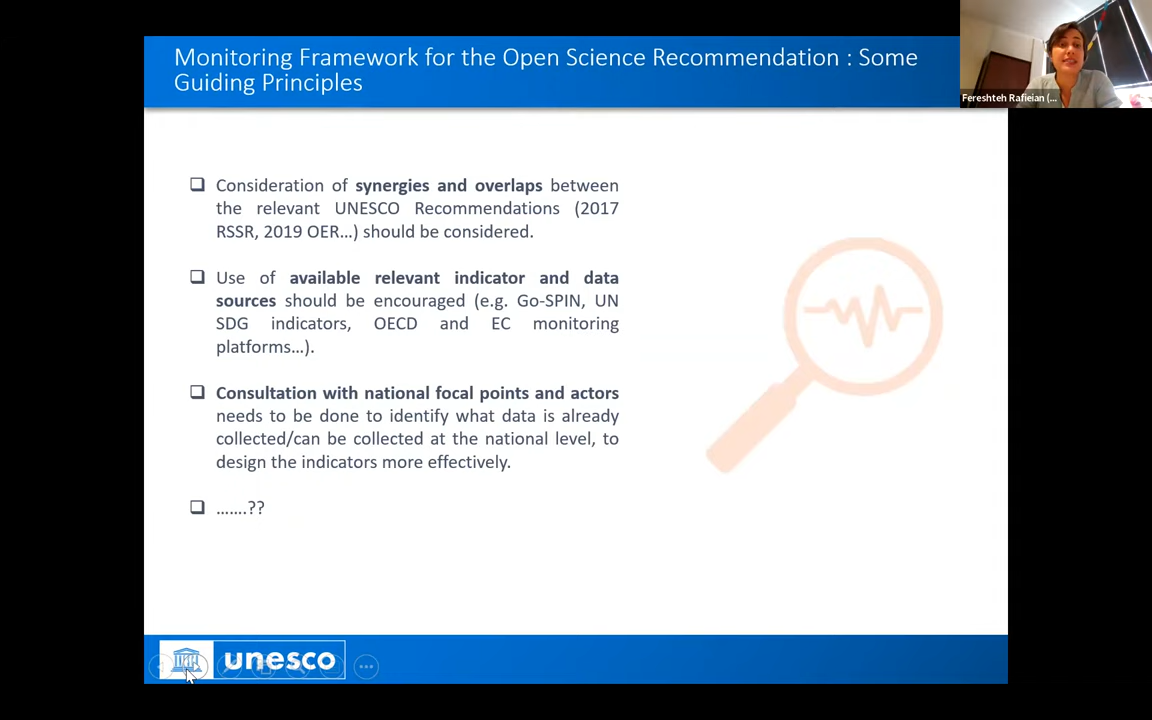 Monitoring Framework for the Open Science Recommendation : Some
Guiding Principles
Fereshteh Rafieian (...
Consideration of synergies and overlaps between
the relevant UNESCO Recommendations (2017
RSSR, 2019 OER...) should be considered.
Use of available relevant indicator and data
sources should be encouraged (e.g. Go-SPIN, UN
SDG indicators, OECD and EC monitoring
platforms...).
Consultation with national focal points and actors
needs to be done to identify what data is already
collected/can be collected at the national level, to
design the indicators more effectively.
.......??
unesco